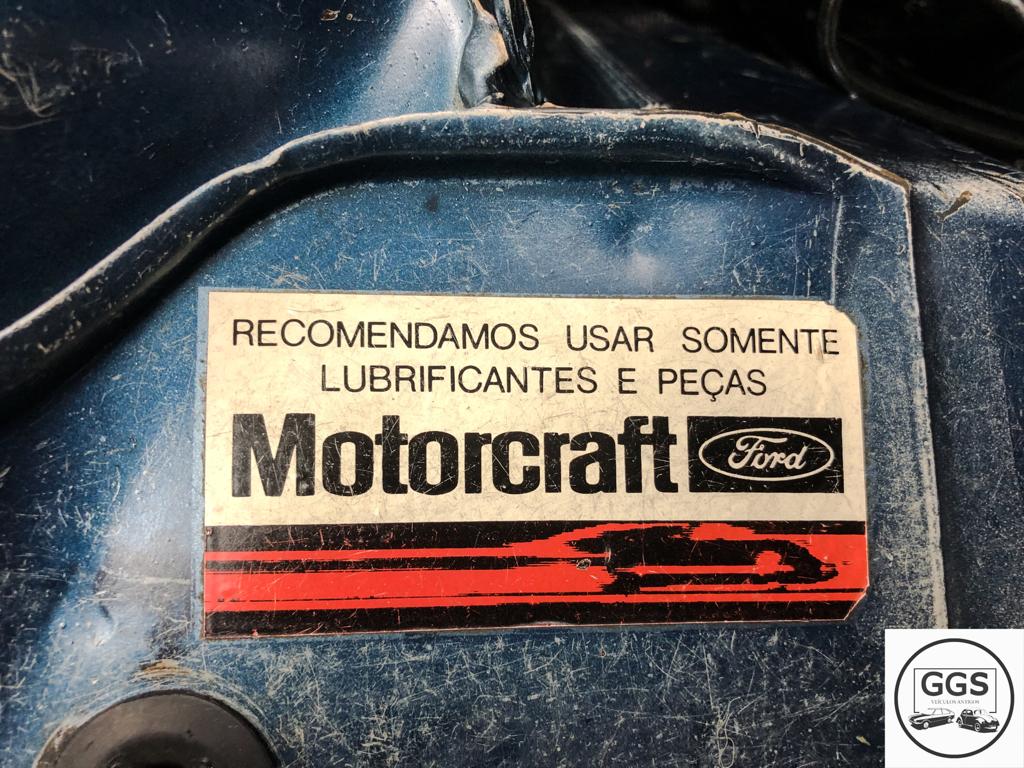 RECOMENDAMOS USAR SOMENTE
LUBRIFICANTES E PEÇAS
Motorcraft Ford
GGS
VEÍCULOS ANTIGOS